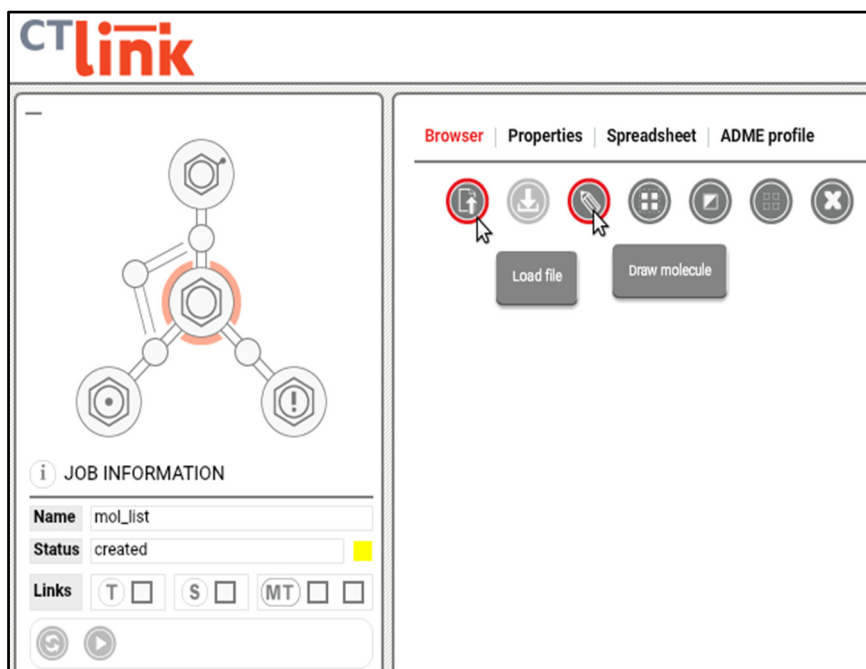 CTlink
Browser | Properties | Spreadsheet | ADME profile
Load file
Draw molecule
i JOB INFORMATION
Name mol_list
Status created
Links T S MT